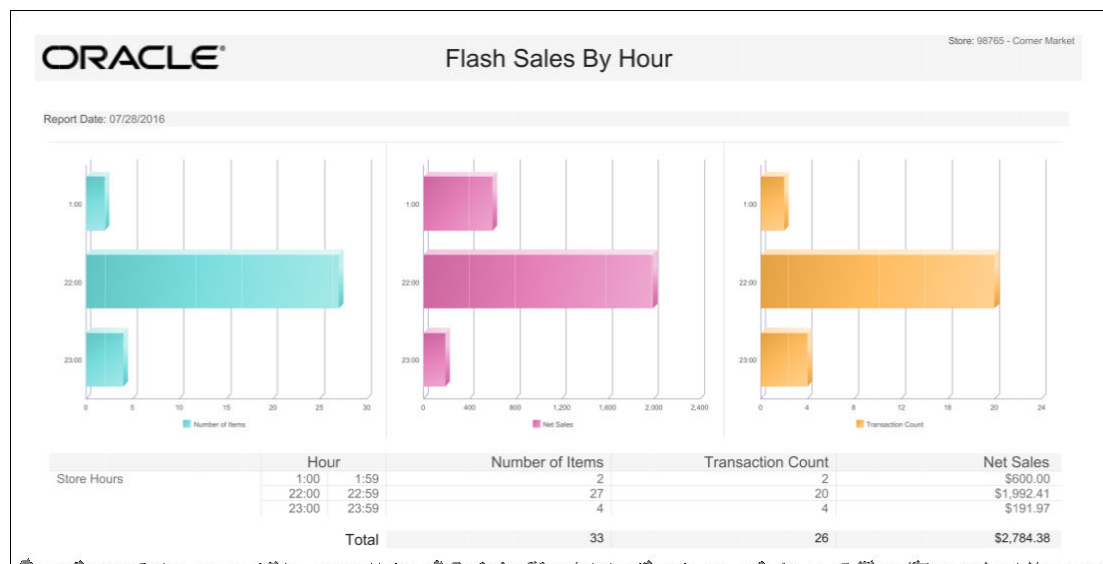 ORACLE®
Flash Sales By Hour
Store: 98765 - Corner Market
Report Date: 07/28/2016
1:00
22:00
23:00
0 5 10 15 20 25 30
Number of Items
1:00
22:00
23:00
0 400 800 1,200 1,600 2,000 2,400
Net Sales
1:00
22:00
23:00
0 4 8 12 16 20 24
Transaction Count
Hour Number of Items Transaction Count Net Sales
Store Hours 1:00 1:59 2 2 $600.00
22:00 22:59 27 20 $1,992.41
23:00 23:59 4 4 $191.97
Total 33 26 $2,784.38